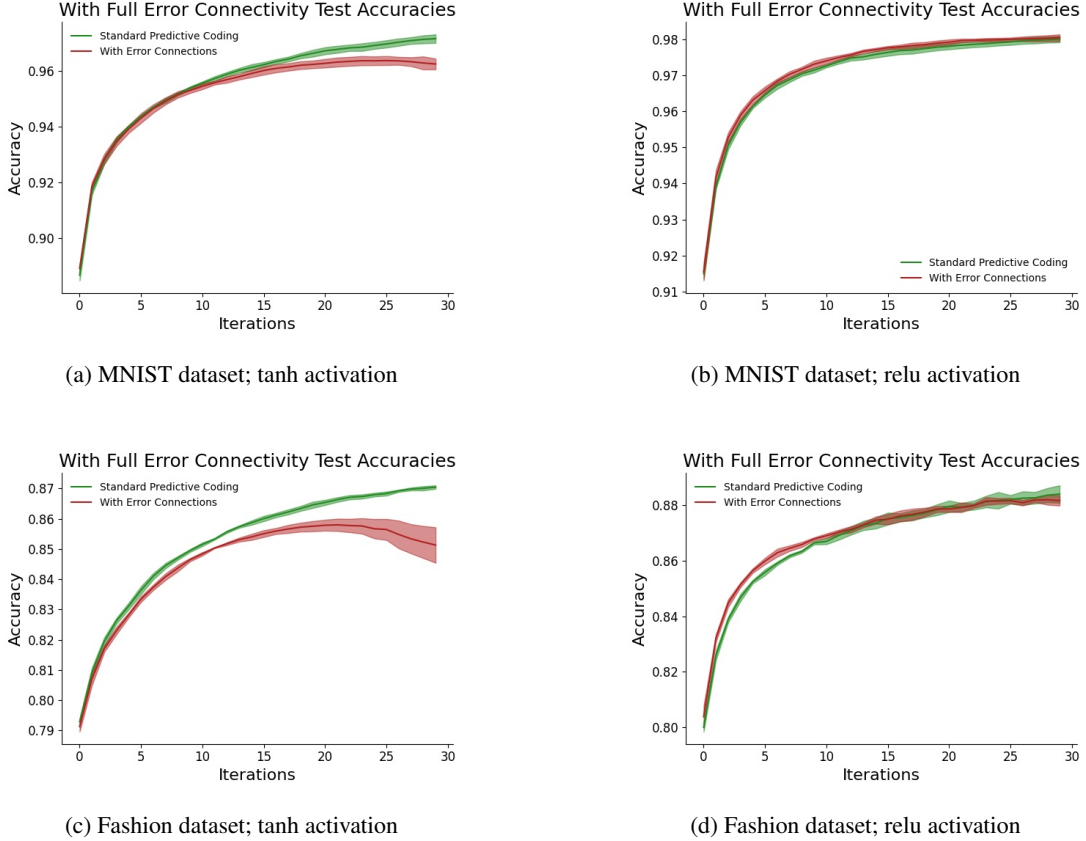 With Full Error Connectivity Test Accuracies
Standard Predictive Coding
With Error Connections
0.96
0.94
0.92
0.90
Accuracy
0 5 10 15 20 25 30
Iterations
(a) MNIST dataset; tanh activation
With Full Error Connectivity Test Accuracies
0.98
0.97
0.96
0.95
0.94
0.93
0.92
0.91
Accuracy
Standard Predictive Coding
With Error Connections
0 5 10 15 20 25 30
Iterations
(b) MNIST dataset; relu activation
With Full Error Connectivity Test Accuracies
Standard Predictive Coding
With Error Connections
0.87
0.86
0.85
0.84
0.83
0.82
0.81
0.80
0.79
Accuracy
0 5 10 15 20 25 30
Iterations
(c) Fashion dataset; tanh activation
With Full Error Connectivity Test Accuracies
Standard Predictive Coding
With Error Connections
0.88
0.86
0.84
0.82
0.80
Accuracy
0 5 10 15 20 25 30
Iterations
(d) Fashion dataset; relu activation